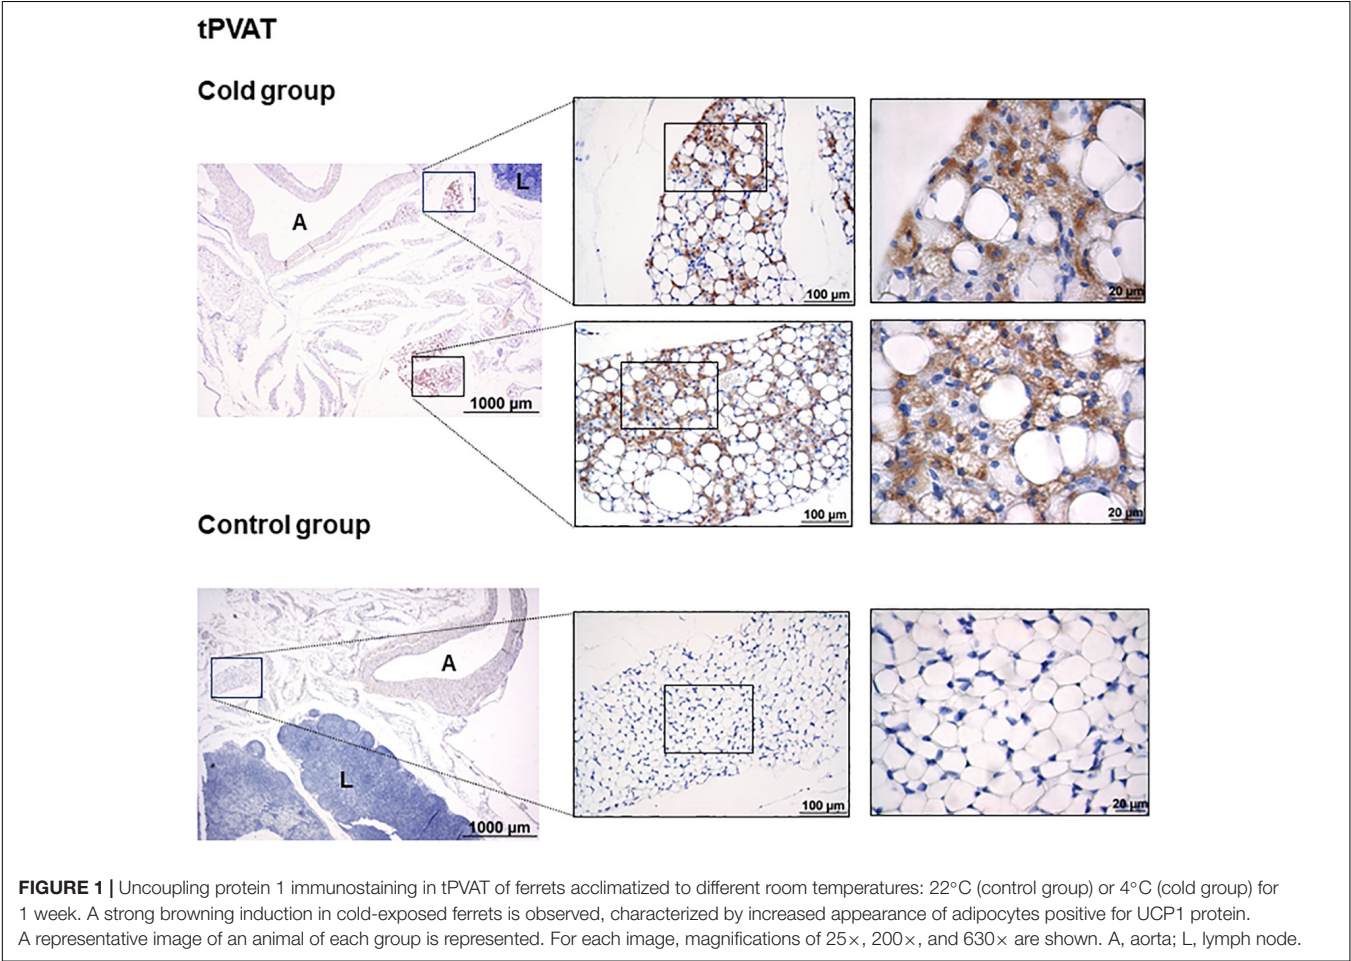 tPVAT
Cold group
A
L
1000 µm
100 µm
20 µm
100 µm
20 µm
Control group
A
L
1000 µm
100 µm
20 µm
FIGURE 1 | Uncoupling protein 1 immunostaining in tPVAT of ferrets acclimatized to different room temperatures: 22°C (control group) or 4°C (cold group) for
1 week. A strong browning induction in cold-exposed ferrets is observed, characterized by increased appearance of adipocytes positive for UCP1 protein.
A representative image of an animal of each group is represented. For each image, magnifications of 25×, 200×, and 630× are shown. A, aorta; L, lymph node.